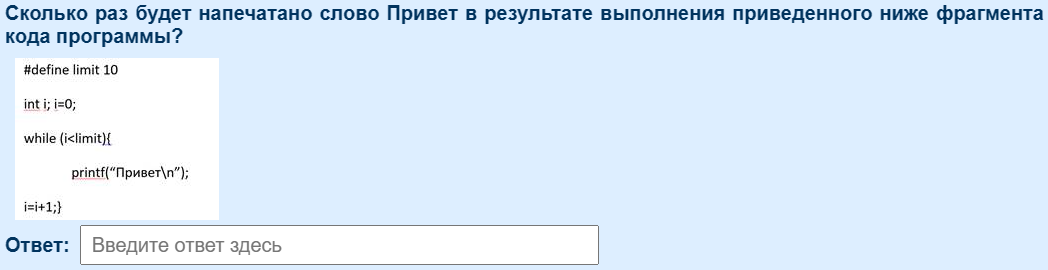 Сколько раз будет напечатано слово Привет в результате выполнения приведенного ниже фрагмента
кода программы?
#define limit 10
int i; i=0;
while (i<limit){
printf(“Привет\n”);
i=i+1;}
Ответ: Введите ответ здесь